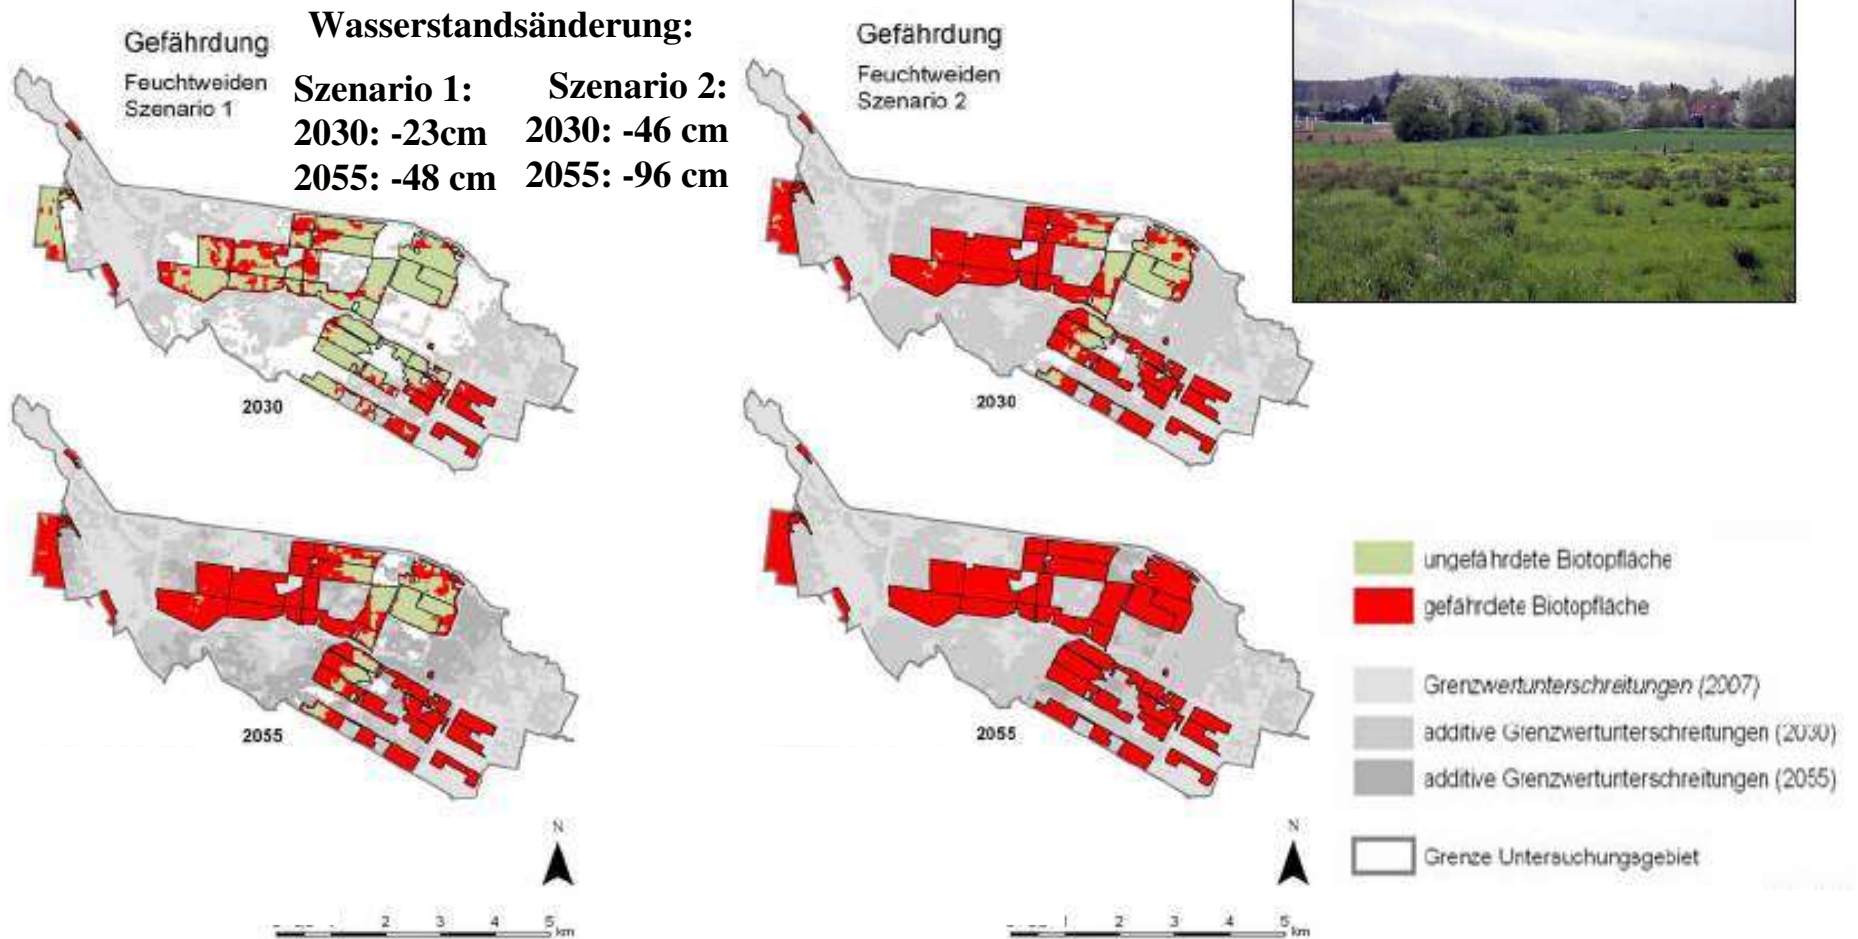 Wasserstandsänderung:
Gefährdung
Feuchtweiden
Szenario 1
Szenario 1:
2030: -23cm
2055: -48 cm
Szenario 2:
2030: -46 cm
2055: -96 cm
Gefährdung
Feuchtweiden
Szenario 2
2030
2030
2055
2055
ungefährdete Biotopfläche
gefährdete Biotopfläche
Grenzwertunterschreitungen (2007)
additive Grenzwertunterschreitungen (2030)
additive Grenzwertunterschreitungen (2055)
Grenze Untersuchungsgebiet
N
N
2 3 4 5
km
1 2 3 4 5
km